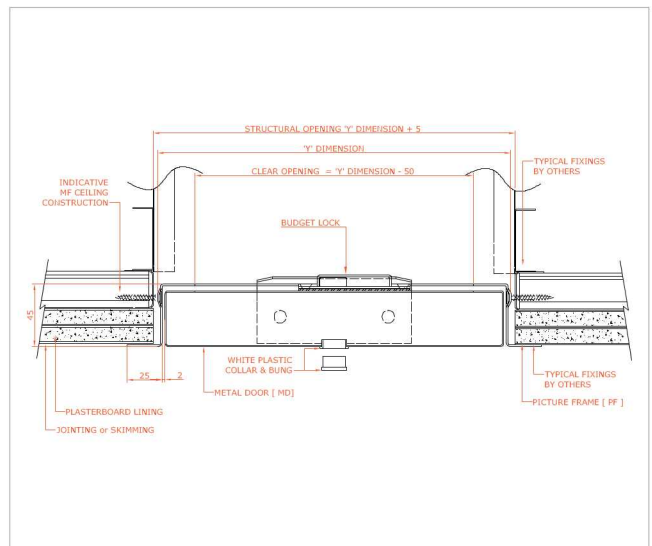 STRUCTURAL OPENING 'Y' DIMENSION + 5
'Y' DIMENSION
CLEAR OPENING = 'Y' DIMENSION - 50
TYPICAL FIXINGS
BY OTHERS
INDICATIVE
MF CEILING
CONSTRUCTION
BUDGET LOCK
45
25
2
WHITE PLASTIC
COLLAR & BUNG
METAL DOOR [ MD]
TYPICAL FIXINGS
BY OTHERS
PICTURE FRAME [ PF ]
PLASTERBOARD LINING
JOINTING or SKIMMING